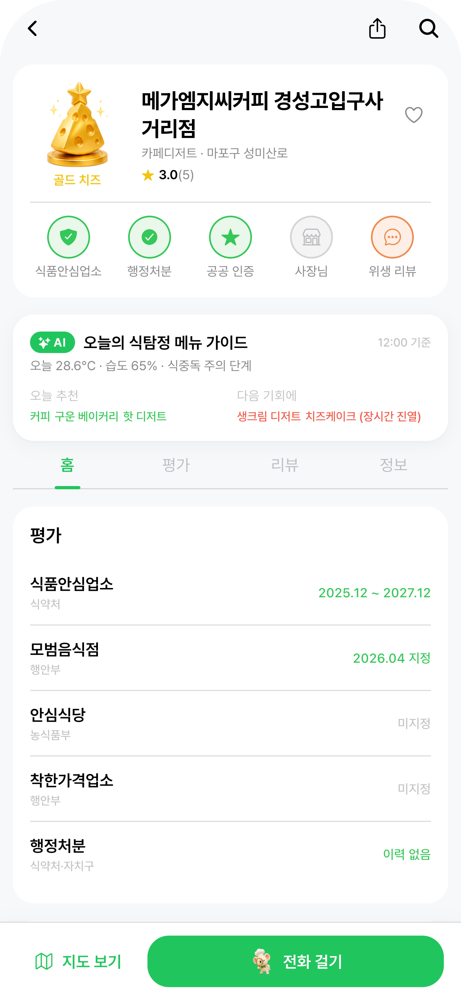 메가엠지씨커피 경성고입구사
거리점
카페디저트 · 마포구 성미산로
3.0(5)
골드 치즈
식품안심업소 행정처분 공공 인증 사장님 위생 리뷰
AI 오늘의 식탐정 메뉴 가이드 12:00 기준
오늘 28.6°C · 습도 65% · 식중독 주의 단계
오늘 추천 다음 기회에
커피 구운 베이커리 핫 디저트 생크림 디저트 치즈케이크 (장시간 진열)
홈 평가 리뷰 정보
평가
식품안심업소
식약처
2025.12 ~ 2027.12
모범음식점
행안부
2026.04 지정
안심식당
농식품부
미지정
착한가격업소
행안부
미지정
행정처분
식약처·자치구
이력 없음
지도 보기 전화 걸기